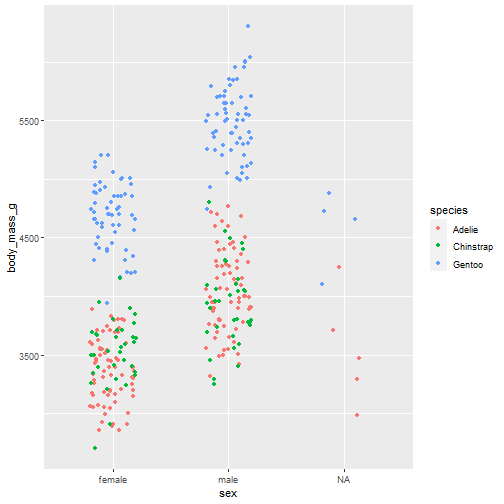 body_mass_g
5500
4500
3500
female
male
NA
sex
species
Adelie
Chinstrap
Gentoo